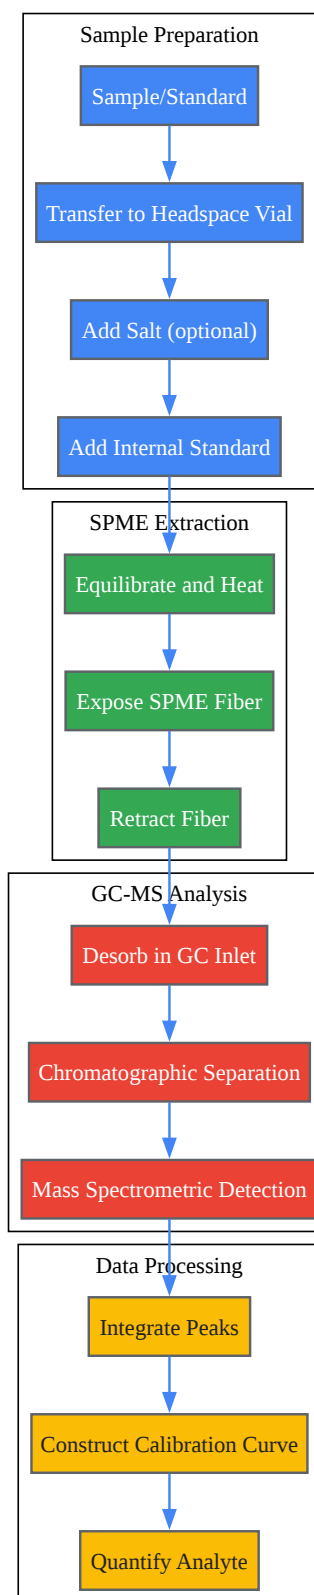 Sample Preparation
Sample/Standard
Transfer to Headspace Vial
Add Salt (optional)
Add Internal Standard
SPME Extraction
Equilibrate and Heat
Expose SPME Fiber
Retract Fiber
GC-MS Analysis
Desorb in GC Inlet
Chromatographic Separation
Mass Spectrometric Detection
Data Processing
Integrate Peaks
Construct Calibration Curve
Quantify Analyte